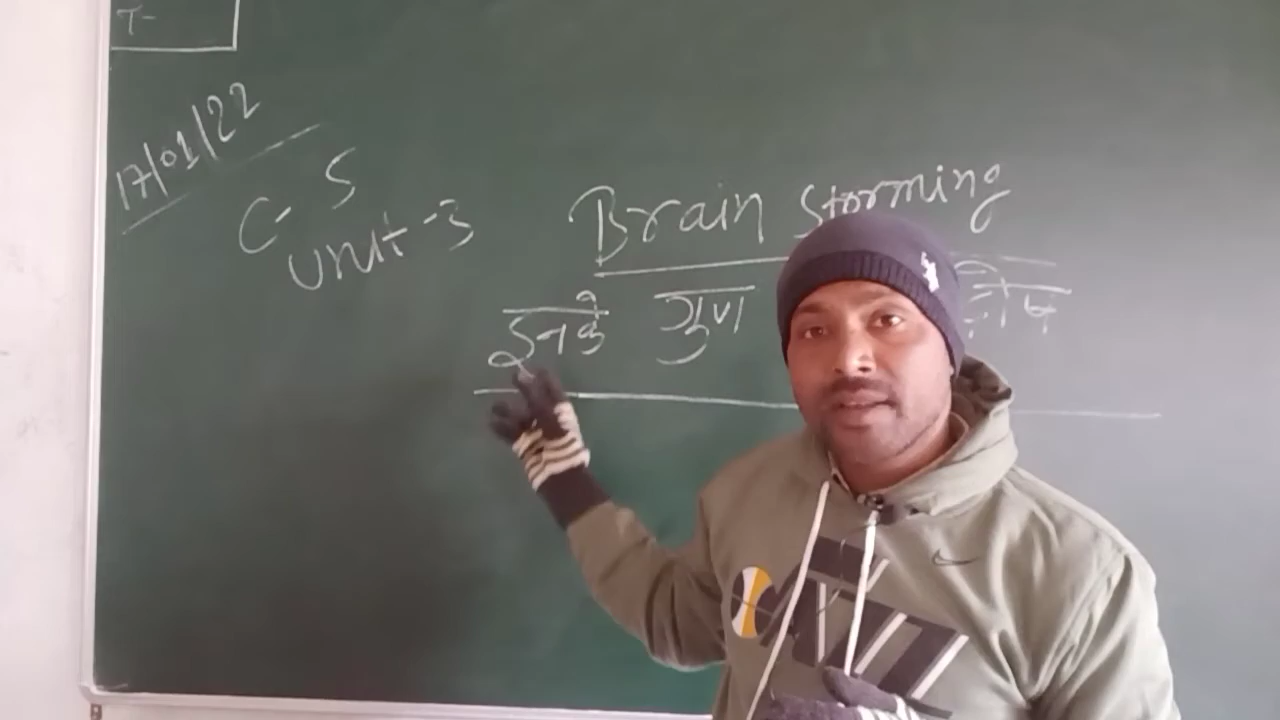 T-
17/01/22
C-S
Unit-3
Brain Storming
इनके गुण दोष